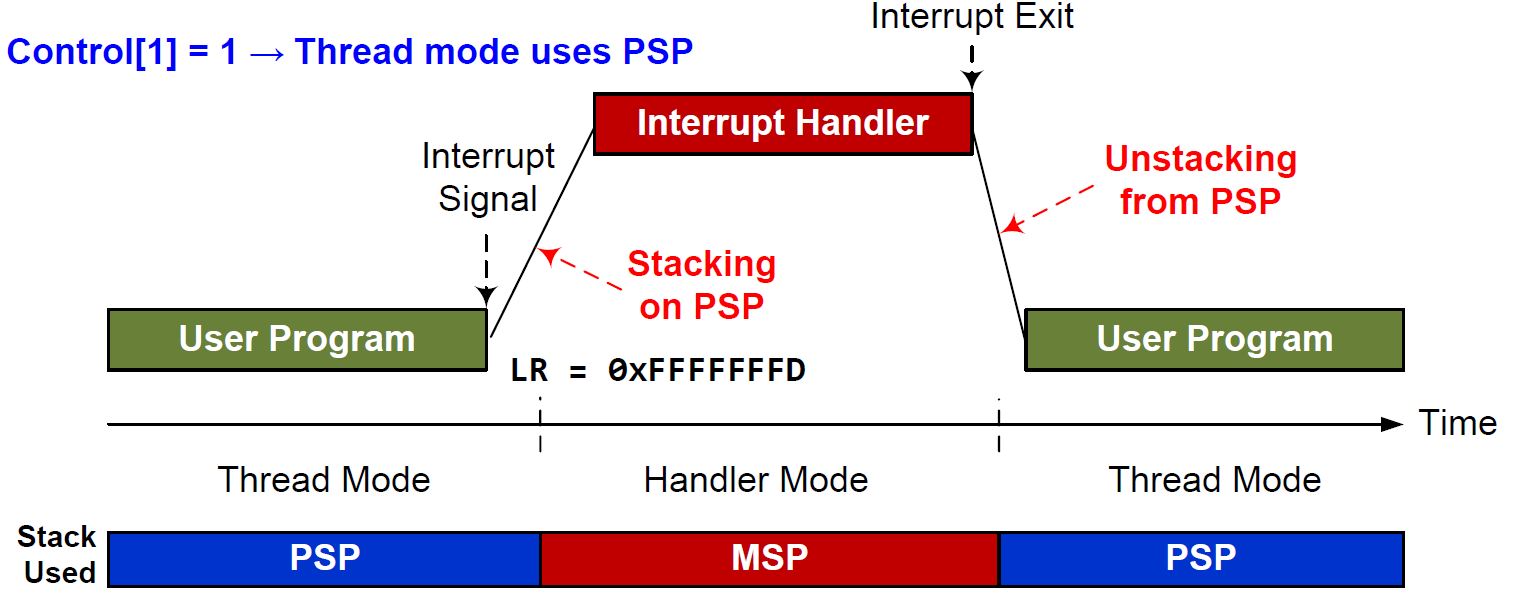 Interrupt Exit
Control[1] = 1 → Thread mode uses PSP
Interrupt Handler
Interrupt
Signal
Unstacking
from PSP
Stacking
on PSP
User Program
User Program
LR = 0xFFFFFFFD
Time
Thread Mode
Handler Mode
Thread Mode
Stack
Used
PSP
MSP
PSP